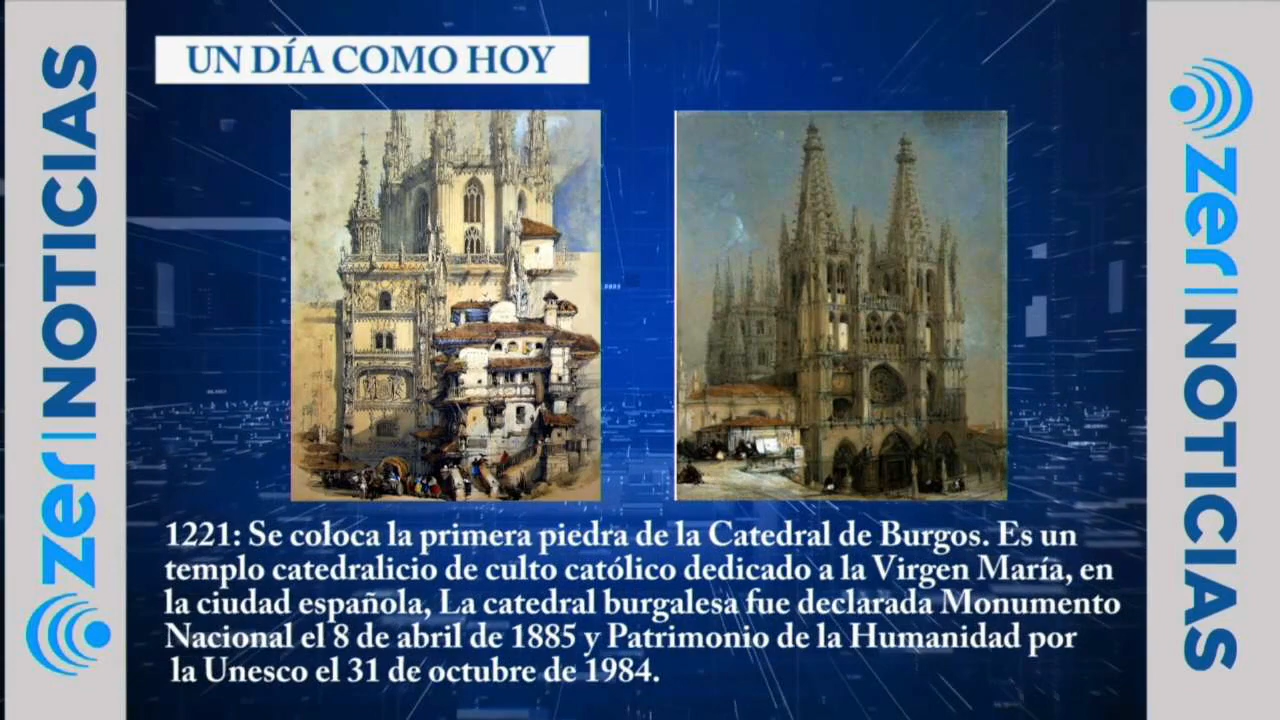 UN DÍA COMO HOY
zer | NOTICIAS
zer | NOTICIAS
1221: Se coloca la primera piedra de la Catedral de Burgos. Es un
templo catedralicio de culto católico dedicado a la Virgen María, en
la ciudad española, La catedral burgalesa fue declarada Monumento
Nacional el 8 de abril de 1885 y Patrimonio de la Humanidad por
la Unesco el 31 de octubre de 1984.